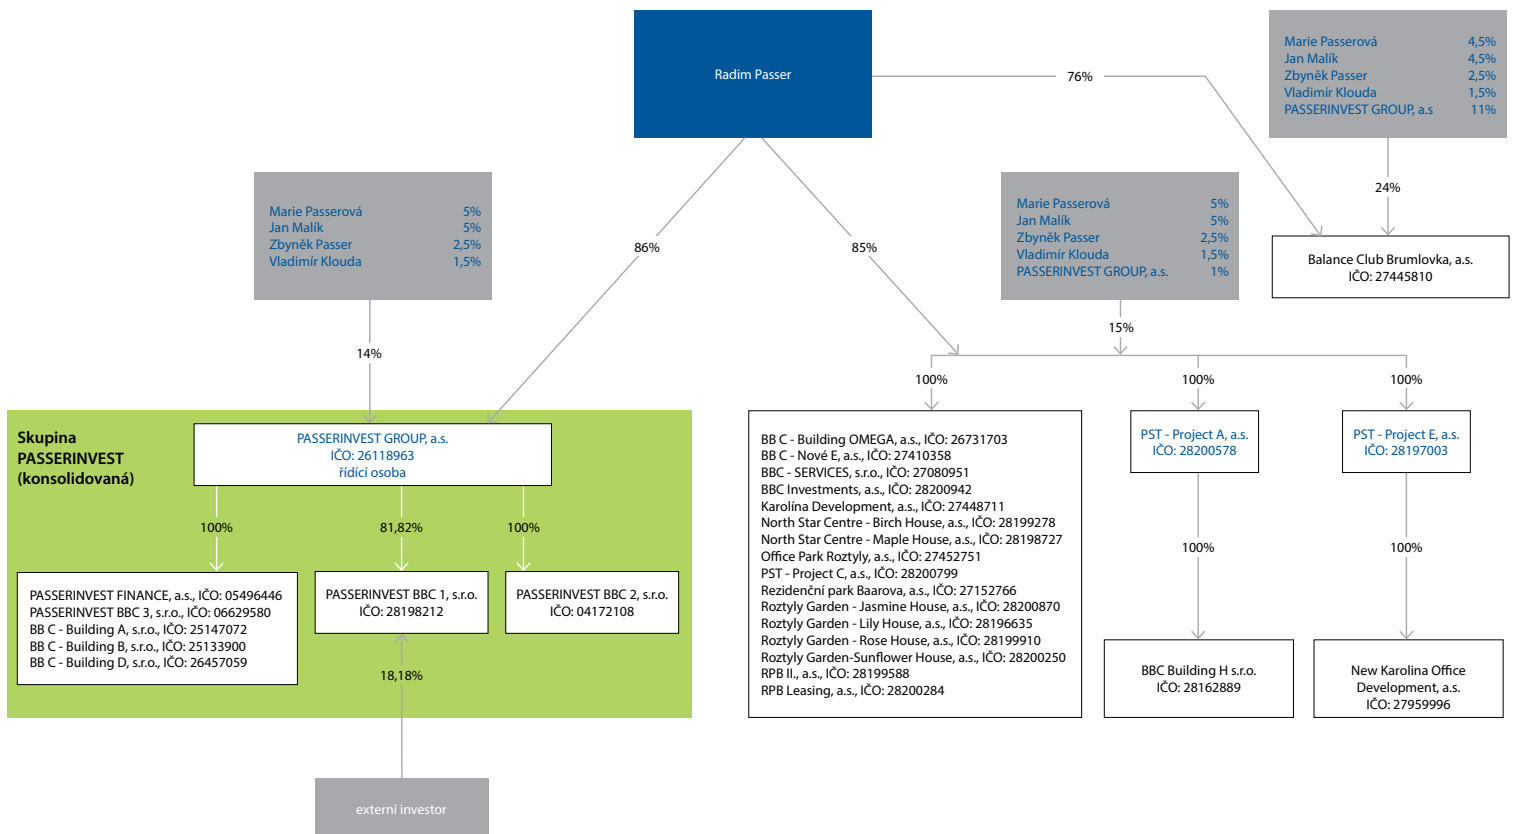 Radim Passer
76%
Marie Passerová 4,5%
Jan Malík 4,5%
Zbyněk Passer 2,5%
Vladimír Klouda 1,5%
PASSERINVEST GROUP, a.s 11%
24%
Balance Club Brumlovka, a.s.
IČO: 27445810
Marie Passerová 5%
Jan Malík 5%
Zbyněk Passer 2,5%
Vladimír Klouda 1,5%
14%
86%
85%
Marie Passerová 5%
Jan Malík 5%
Zbyněk Passer 2,5%
Vladimír Klouda 1,5%
PASSERINVEST GROUP, a.s. 1%
15%
Skupina
PASSERINVEST
(konsolidovaná)
PASSERINVEST GROUP, a.s.
IČO: 26118963
řídící osoba
100%
81,82%
100%
PASSERINVEST FINANCE, a.s., IČO: 05496446
PASSERINVEST BBC 3, s.r.o., IČO: 06629580
BB C - Building A, s.r.o., IČO: 25147072
BB C - Building B, s.r.o., IČO: 25133900
BB C - Building D, s.r.o., IČO: 26457059
PASSERINVEST BBC 1, s.r.o.
IČO: 28198212
PASSERINVEST BBC 2, s.r.o.
IČO: 04172108
18,18%
externí investor
100%
100%
100%
BB C - Building OMEGA, a.s., IČO: 26731703
BB C - Nové E, a.s., IČO: 27410358
BBC - SERVICES, s.r.o., IČO: 27080951
BBC Investments, a.s., IČO: 28200942
Karolína Development, a.s., IČO: 27448711
North Star Centre - Birch House, a.s., IČO: 28199278
North Star Centre - Maple House, a.s., IČO: 28198727
Office Park Roztyly, a.s., IČO: 27452751
PST - Project C, a.s., IČO: 28200799
Rezidenční park Baarova, a.s., IČO: 27152766
Roztyly Garden - Jasmine House, a.s., IČO: 28200870
Roztyly Garden - Lily House, a.s., IČO: 28196635
Roztyly Garden - Rose House, a.s., IČO: 28199910
Roztyly Garden-Sunflower House, a.s., IČO: 28200250
RPB II., a.s., IČO: 28199588
RPB Leasing, a.s., IČO: 28200284
PST - Project A, a.s.
IČO: 28200578
PST - Project E, a.s.
IČO: 28197003
100%
100%
BBC Building H s.r.o.
IČO: 28162889
New Karolina Office
Development, a.s.
IČO: 27959996